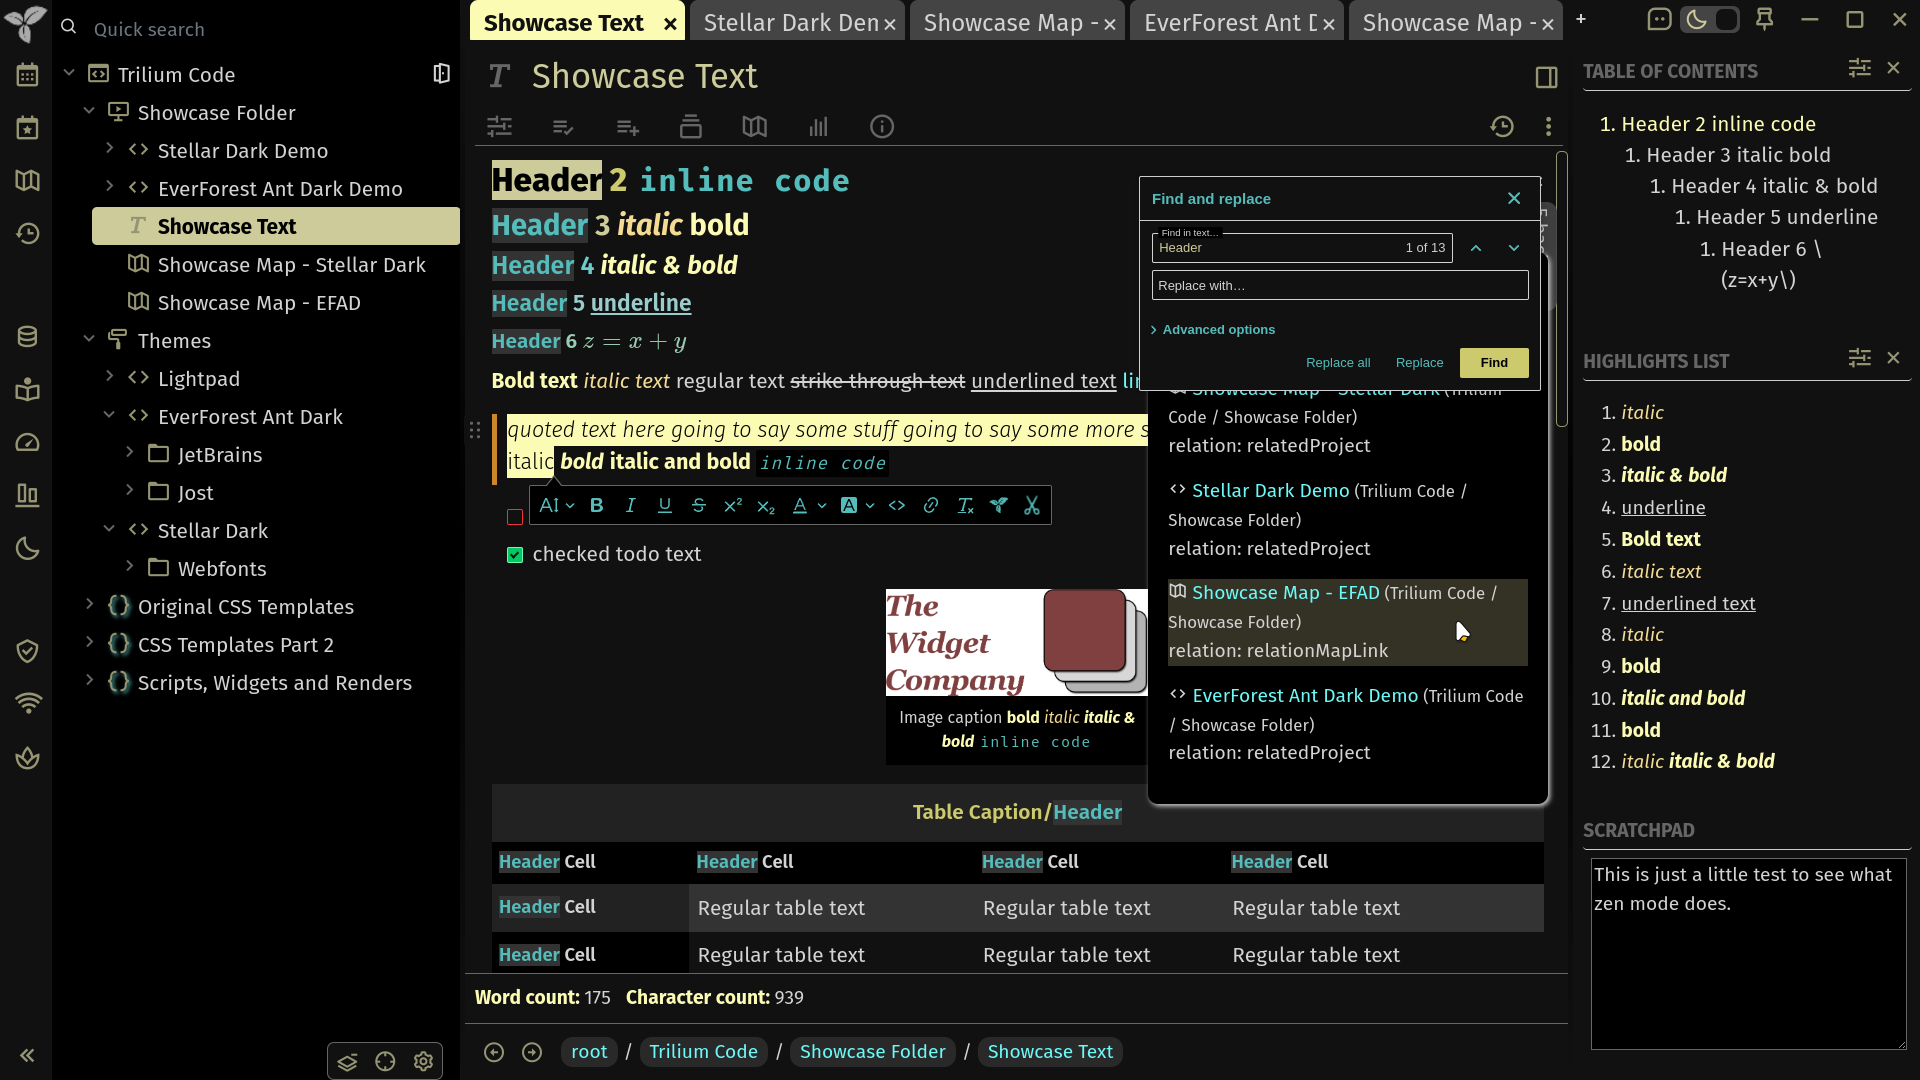 Quick search
Trilium Code
Showcase Folder
Stellar Dark Demo
EverForest Ant Dark Demo
Showcase Text
Showcase Map - Stellar Dark
Showcase Map - EFAD
Themes
Lightpad
EverForest Ant Dark
JetBrains
Jost
Stellar Dark
Webfonts
Original CSS Templates
CSS Templates Part 2
Scripts, Widgets and Renders
Showcase Text
Stellar Dark Den
Showcase Map -
EverForest Ant D
Showcase Map -
Showcase Text
Header 2 inline code
Header 3 italic bold
Header 4 italic & bold
Header 5 underline
Header 6 z = x + y
Bold text italic text regular text strike through text underlined text
quoted text here going to say some stuff going to say some more
italic bold italic and bold inline code
checked todo text
The
Widget
Company
Image caption bold italic italic &
bold inline code
Table Caption/Header
Header Cell Header Cell Header Cell Header Cell
Header Cell Regular table text Regular table text Regular table text
Header Cell Regular table text Regular table text Regular table text
Word count: 175 Character count: 939
root / Trilium Code / Showcase Folder / Showcase Text
Find and replace
Find in text…
Header 1 of 13
Replace with…
Advanced options
Replace all Replace Find
Showcase Map - Stellar Dark (Trilium
Code / Showcase Folder)
relation: relatedProject
Stellar Dark Demo (Trilium Code /
Showcase Folder)
relation: relatedProject
Showcase Map - EFAD (Trilium Code /
Showcase Folder)
relation: relationMapLink
EverForest Ant Dark Demo (Trilium Code
/ Showcase Folder)
relation: relatedProject
TABLE OF CONTENTS
1. Header 2 inline code
1. Header 3 italic bold
1. Header 4 italic & bold
1. Header 5 underline
1. Header 6 \
(z=x+y\)
HIGHLIGHTS LIST
1. italic
2. bold
3. italic & bold
4. underline
5. Bold text
6. italic text
7. underlined text
8. italic
9. bold
10. italic and bold
11. bold
12. italic italic & bold
SCRATCHPAD
This is just a little test to see what
zen mode does.